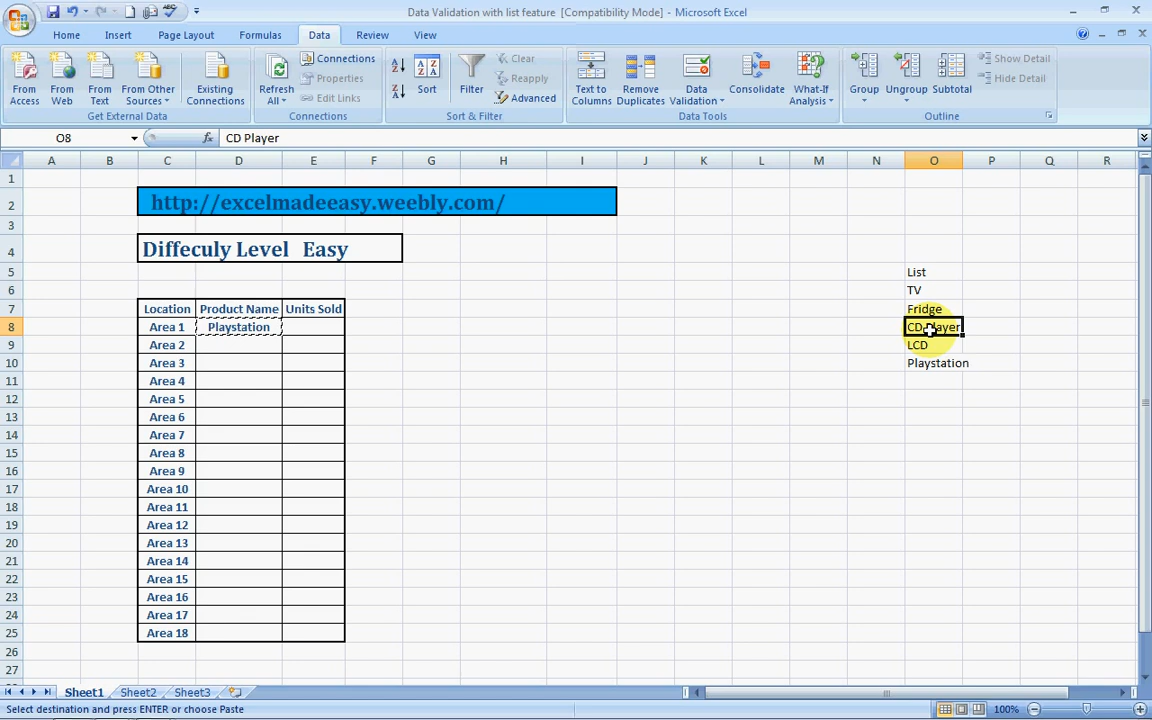 Data Validation with list feature [Compatibility Mode] - Microsoft Excel
Home Insert Page Layout Formulas Data Review View
From Access
From Web
From Text
From Other Sources
Existing Connections
Get External Data
Refresh All
Connections
Properties
Edit Links
Connections
Sort
Filter
Clear
Reapply
Advanced
Sort & Filter
Text to Columns
Remove Duplicates
Data Validation
Consolidate
What-If Analysis
Data Tools
Group
Ungroup
Subtotal
Show Detail
Hide Detail
Outline
O8 fx CD Player
A B C D E F G H I J K L M N O P Q R
1
2 http://excelmadeeasy.weebly.com/
3
4 Diffeculy Level Easy
5 List
6 TV
7 Location Product Name Units Sold Fridge
8 Area 1 Playstation CD Player
9 Area 2 LCD
10 Area 3 Playstation
11 Area 4
12 Area 5
13 Area 6
14 Area 7
15 Area 8
16 Area 9
17 Area 10
18 Area 11
19 Area 12
20 Area 13
21 Area 14
22 Area 15
23 Area 16
24 Area 17
25 Area 18
26
27
Sheet1 Sheet2 Sheet3
Select destination and press ENTER or choose Paste 100%